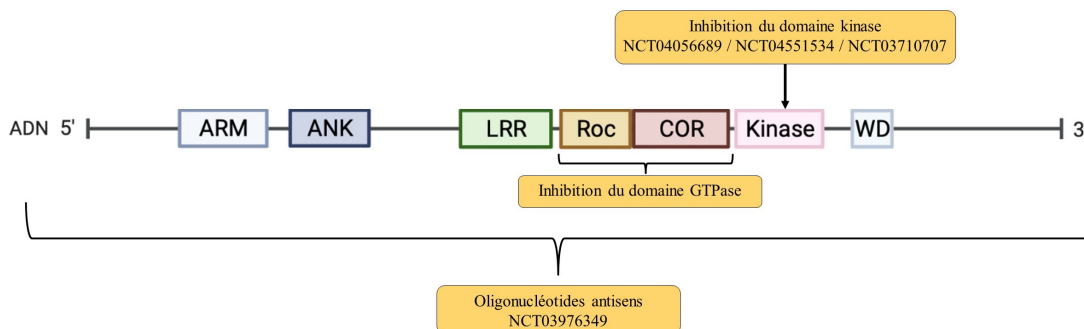 Inhibition du domaine kinase
NCT04056689 / NCT04551534 / NCT03710707
ADN 5' ARM ANK LRR Roc COR Kinase WD 3
Inhibition du domaine GTPase
Oligonucléotides antisens
NCT03976349